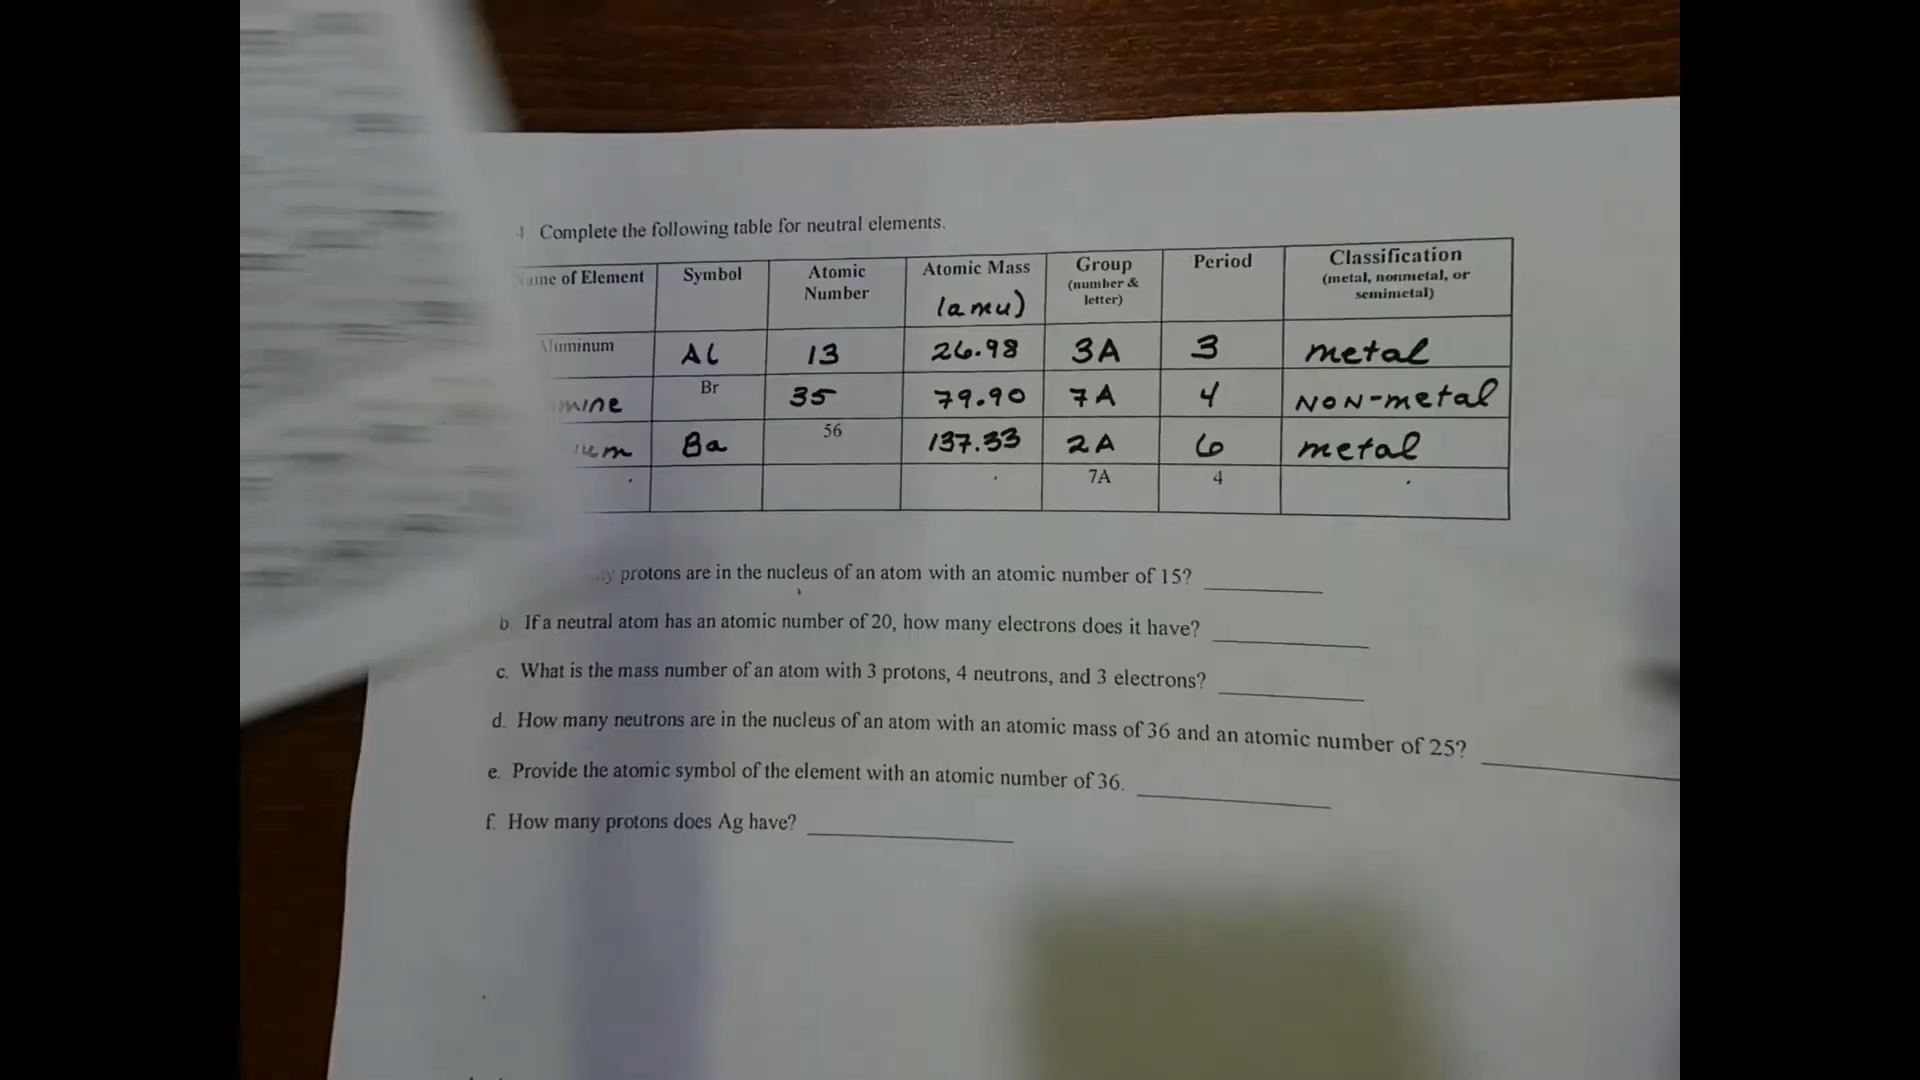 Complete the following table for neutral elements.
Name of Element Symbol Atomic Number Atomic Mass (amu) Group (number & letter) Period Classification (metal, nonmetal, or semimetal)
Aluminum Al 13 26.98 3A 3 metal
Br 35 79.90 7A 4 NON-metal
Ba 56 137.33 2A 6 metal
7A 4
protons are in the nucleus of an atom with an atomic number of 15?
b. If a neutral atom has an atomic number of 20, how many electrons does it have?
c. What is the mass number of an atom with 3 protons, 4 neutrons, and 3 electrons?
d. How many neutrons are in the nucleus of an atom with an atomic mass of 36 and an atomic number of 25?
e. Provide the atomic symbol of the element with an atomic number of 36.
f. How many protons does Ag have?